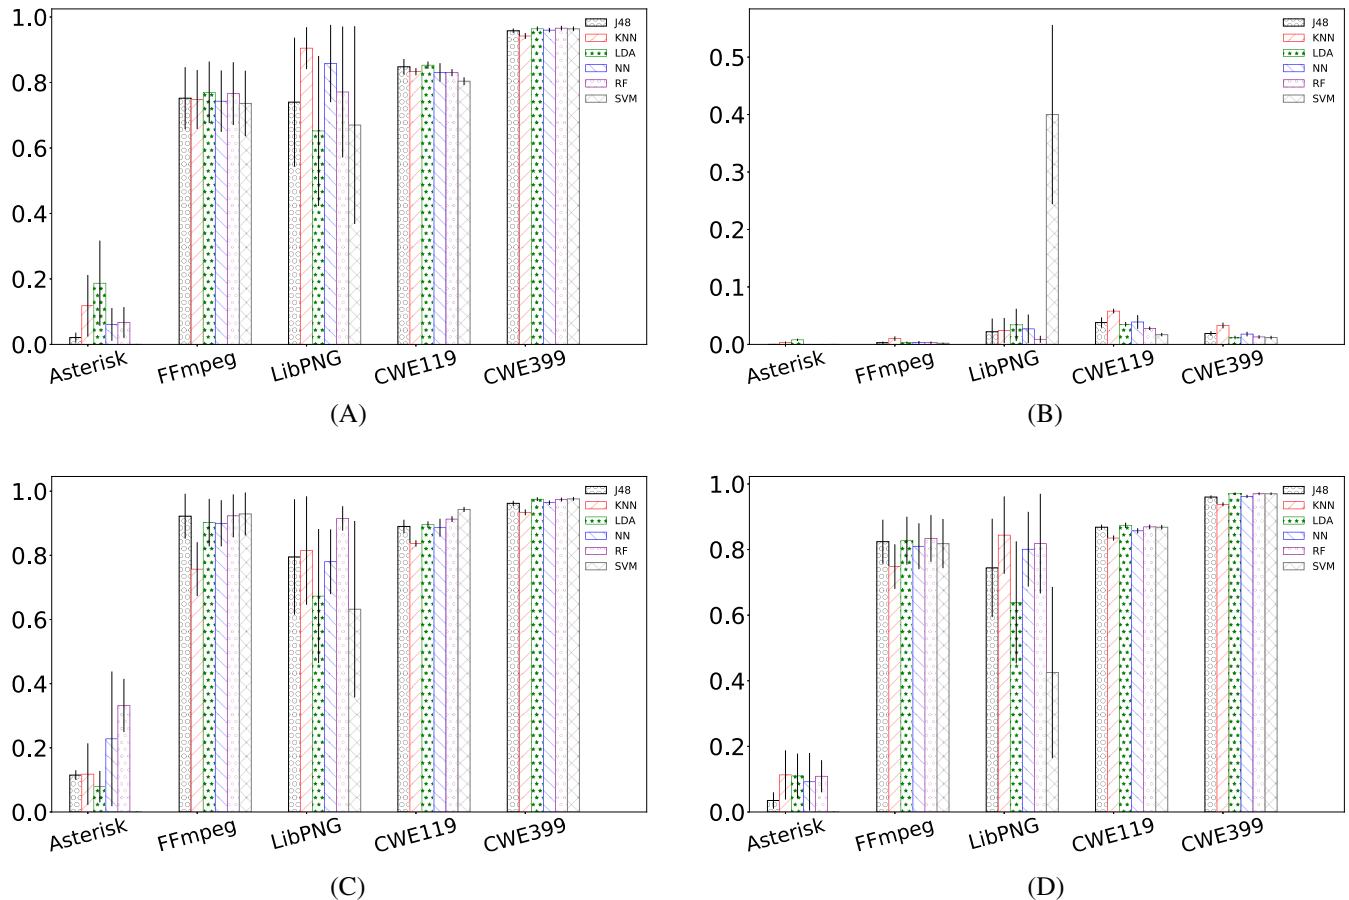 1.0
0.8
0.6
0.4
0.2
0.0
Asterisk
FFmpeg
LibPNG
CWE119
CWE399
J48
KNN
LDA
NN
RF
SVM
(A)
0.5
0.4
0.3
0.2
0.1
0.0
Asterisk
FFmpeg
LibPNG
CWE119
CWE399
J48
KNN
LDA
NN
RF
SVM
(B)
1.0
0.8
0.6
0.4
0.2
0.0
Asterisk
FFmpeg
LibPNG
CWE119
CWE399
J48
KNN
LDA
NN
RF
SVM
(C)
1.0
0.8
0.6
0.4
0.2
0.0
Asterisk
FFmpeg
LibPNG
CWE119
CWE399
J48
KNN
LDA
NN
RF
SVM
(D)